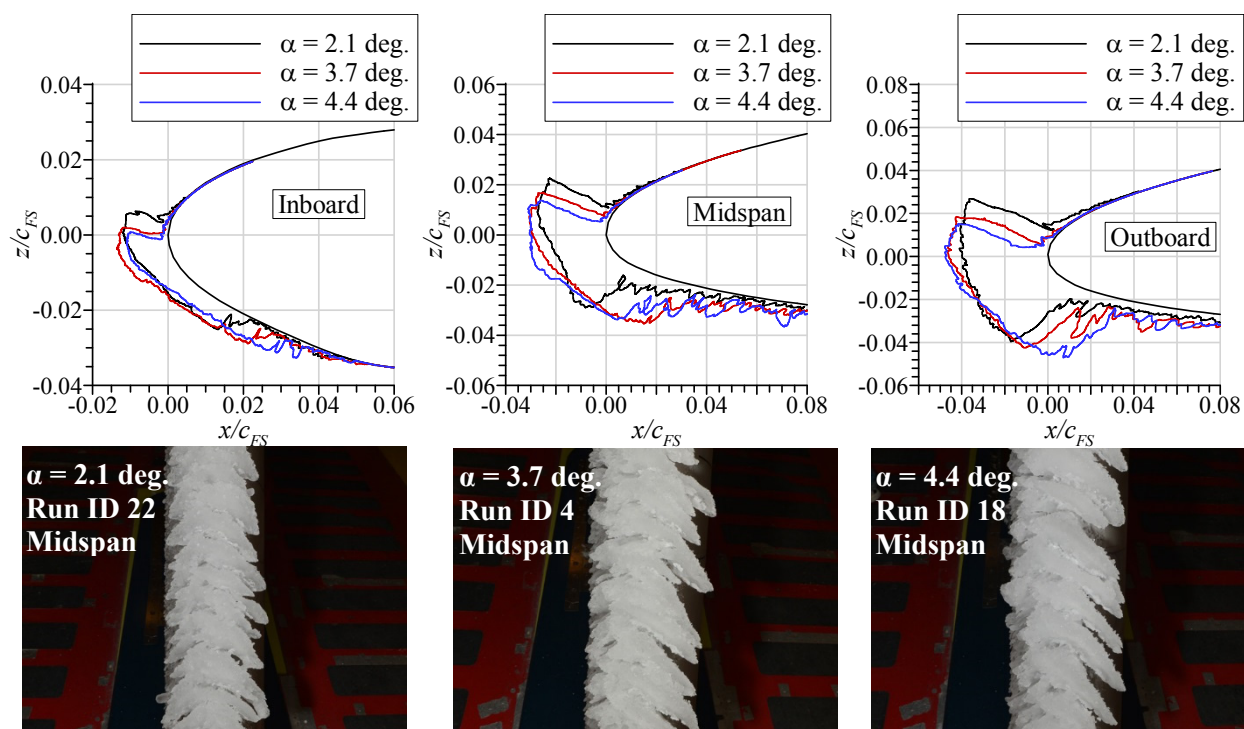 α = 2.1 deg.
α = 3.7 deg.
α = 4.4 deg.
0.04
0.02
0.00
-0.02
-0.04
z/c_FS
Inboard
-0.02 0.00 0.02 0.04 0.06
x/c_FS
α = 2.1 deg.
α = 3.7 deg.
α = 4.4 deg.
0.06
0.04
0.02
0.00
-0.02
-0.04
-0.06
z/c_FS
Midspan
-0.04 0.00 0.04 0.08
x/c_FS
α = 2.1 deg.
α = 3.7 deg.
α = 4.4 deg.
0.08
0.06
0.04
0.02
0.00
-0.02
-0.04
-0.06
z/c_FS
Outboard
-0.04 0.00 0.04 0.08
x/c_FS
α = 2.1 deg.
Run ID 22
Midspan
α = 3.7 deg.
Run ID 4
Midspan
α = 4.4 deg.
Run ID 18
Midspan